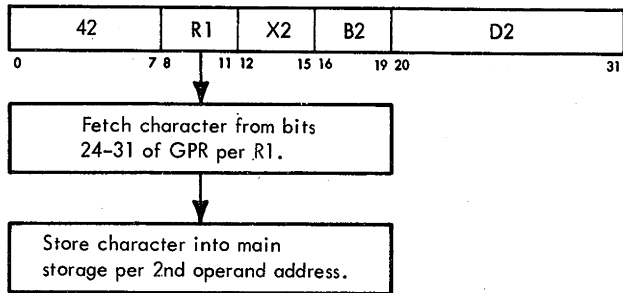 42 R1 X2 B2 D2
0 7 8 11 12 15 16 19 20 31
Fetch character from bits
24-31 of GPR per R1.
Store character into main
storage per 2nd operand address.